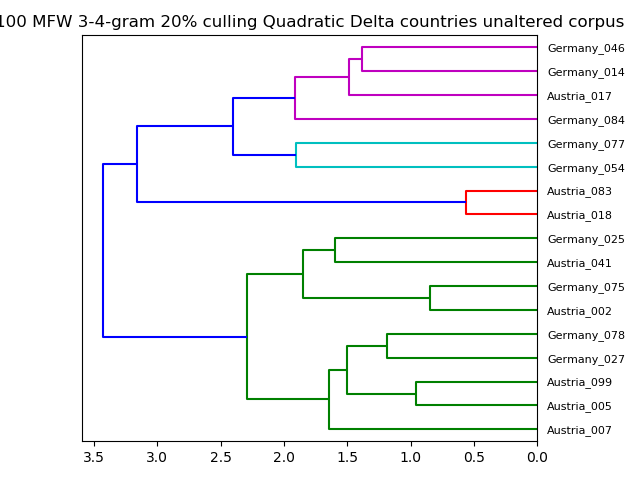 100 MFW 3-4-gram 20% culling Quadratic Delta countries unaltered corpus
Germany_046
Germany_014
Austria_017
Germany_084
Germany_077
Germany_054
Austria_083
Austria_018
Germany_025
Austria_041
Germany_075
Austria_002
Germany_078
Germany_027
Austria_099
Austria_005
Austria_007
3.5 3.0 2.5 2.0 1.5 1.0 0.5 0.0